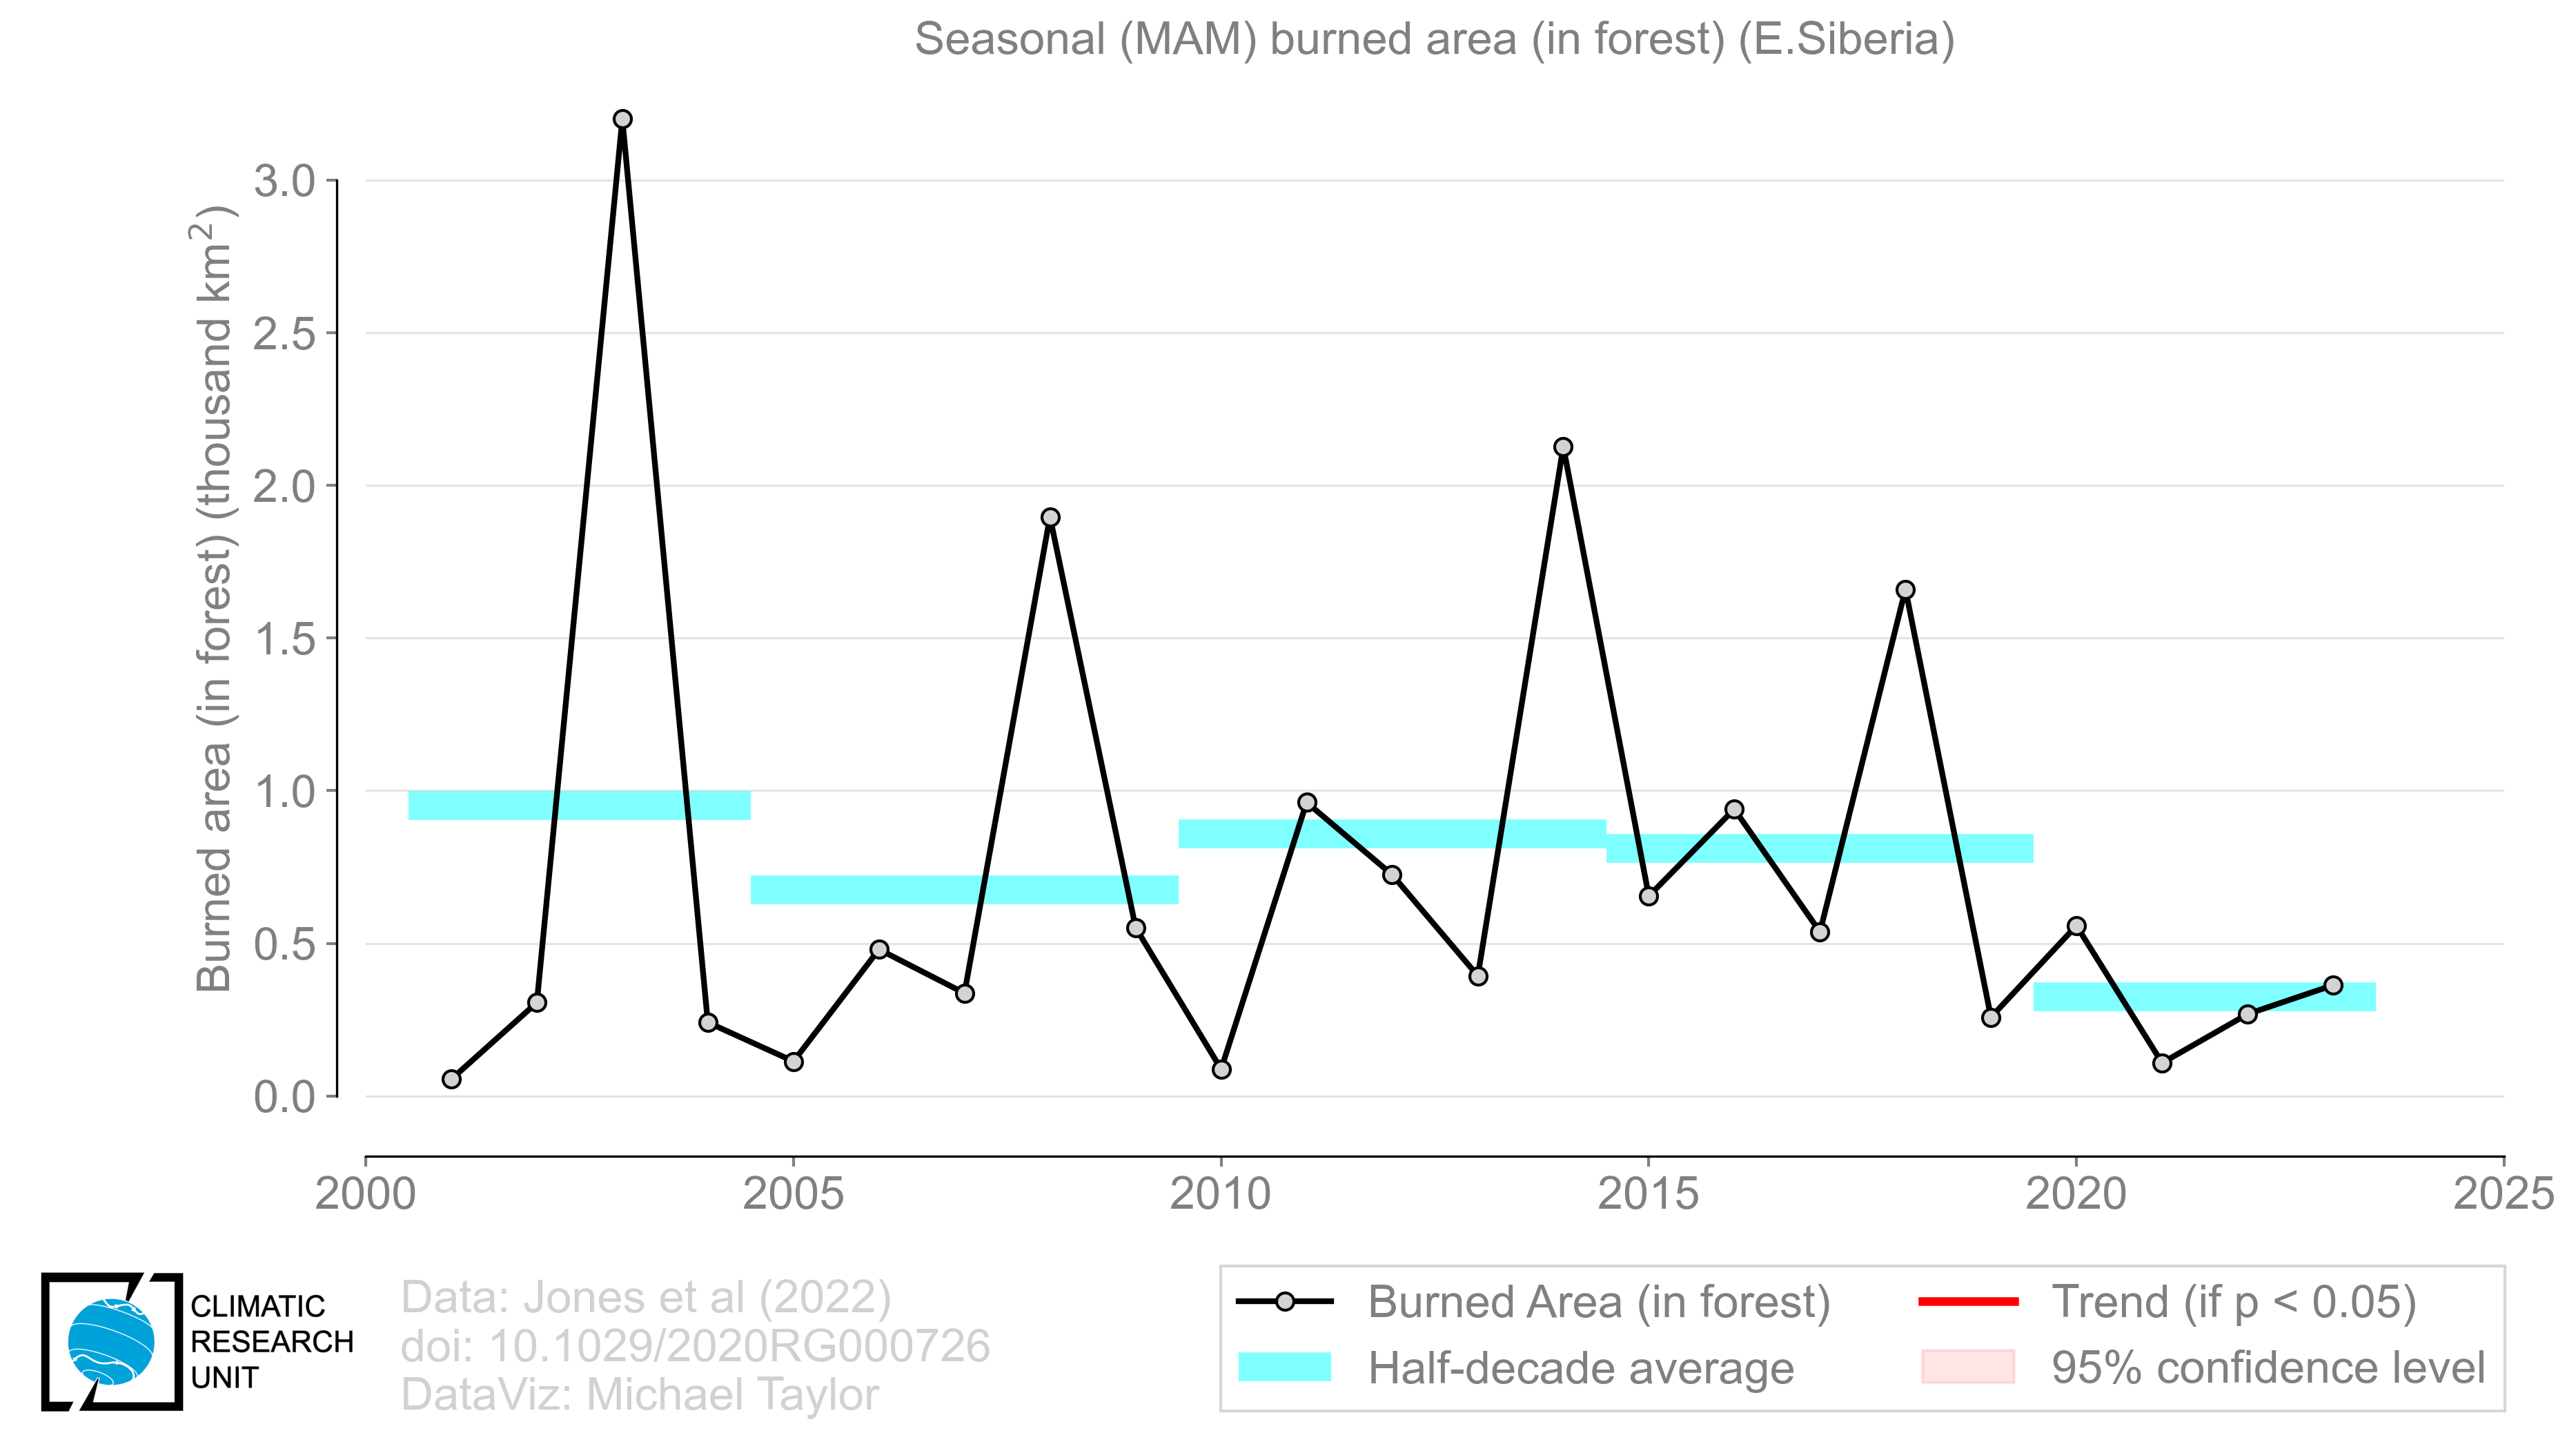 Seasonal (MAM) burned area (in forest) (E.Siberia)
Burned area (in forest) (thousand km²)
3.0
2.5
2.0
1.5
1.0
0.5
0.0
2000 2005 2010 2015 2020 2025
CLIMATIC
RESEARCH
UNIT
Data: Jones et al (2022)
doi: 10.1029/2020RG000726
DataViz: Michael Taylor
Burned Area (in forest)
Half-decade average
Trend (if p < 0.05)
95% confidence level